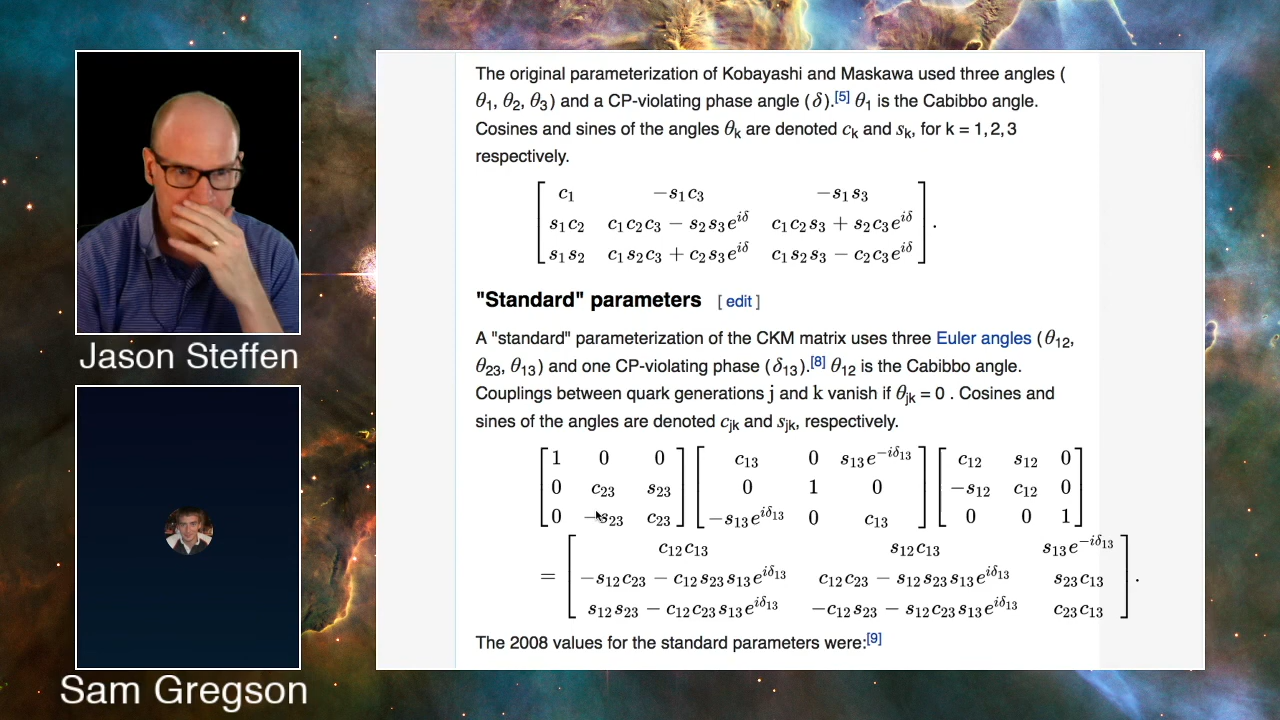 The original parameterization of Kobayashi and Maskawa used three angles (
θ1, θ2, θ3) and a CP-violating phase angle (δ).[5] θ1 is the Cabibbo angle.
Cosines and sines of the angles θk are denoted ck and sk, for k = 1, 2, 3
respectively.
[ c1 −s1c3 −s1s3
s1c2 c1c2c3 − s2s3e^{iδ} c1c2s3 + s2c3e^{iδ}
s1s2 c1s2c3 + c2s3e^{iδ} c1s2s3 − c2c3e^{iδ} ].
"Standard" parameters [ edit ]
A "standard" parameterization of the CKM matrix uses three Euler angles (θ12,
θ23, θ13) and one CP-violating phase (δ13).[8] θ12 is the Cabibbo angle.
Couplings between quark generations j and k vanish if θjk = 0 . Cosines and
sines of the angles are denoted cjk and sjk, respectively.
[ 1 0 0 ] [ c13 0 s13e^{−iδ13} ] [ c12 s12 0 ]
[ 0 c23 s23 ] [ 0 1 0 ] [ −s12 c12 0 ]
[ 0 −s23 c23 ] [ −s13e^{iδ13} 0 c13 ] [ 0 0 1 ]
[ c12c13 s12c13 s13e^{−iδ13}
= −s12c23 − c12s23s13e^{iδ13} c12c23 − s12s23s13e^{iδ13} s23c13
s12s23 − c12c23s13e^{iδ13} −c12s23 − s12c23s13e^{iδ13} c23c13 ].
The 2008 values for the standard parameters were:[9]
Jason Steffen
Sam Gregson